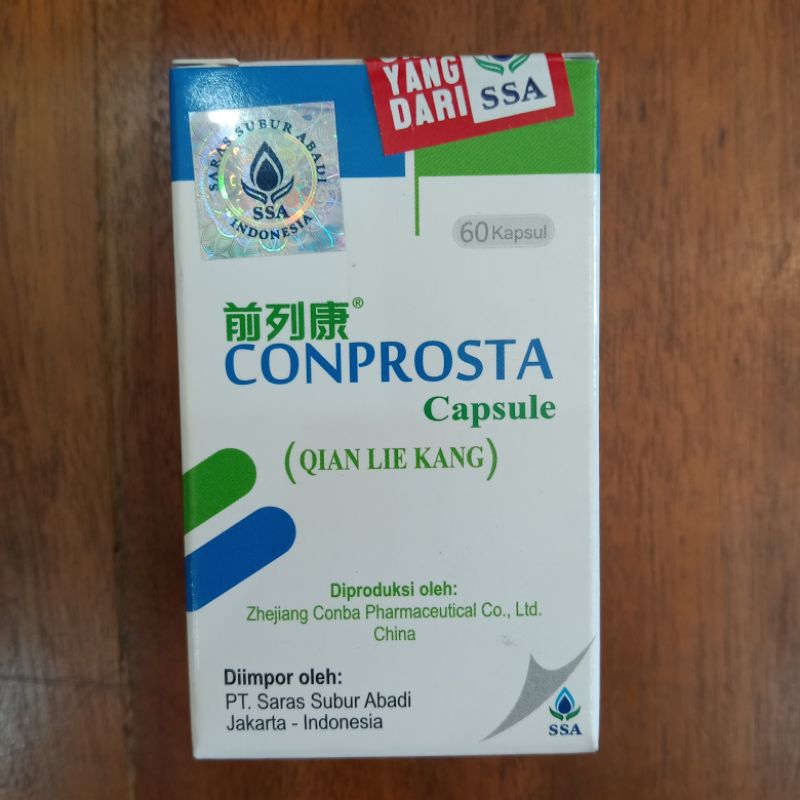 YANG
DARI
SSA
SARAS SUBUR ABADI
SSA
INDONESIA
60 Kapsul
前列康®
CONPROSTA
Capsule
(QIAN LIE KANG)
Diproduksi oleh:
Zhejiang Conba Pharmaceutical Co., Ltd.
China
Diimpor oleh:
PT. Saras Subur Abadi
Jakarta - Indonesia
SSA